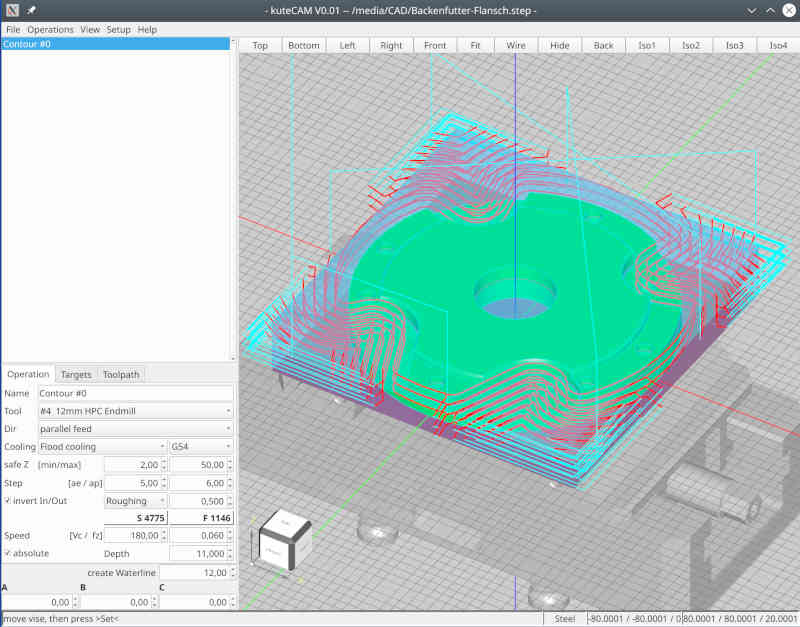 - kuteCAM V0.01 -- /media/CAD/Backenfutter-Flansch.step -
File Operations View Setup Help
Contour #0
Top Bottom Left Right Front Fit Wire Hide Back Iso1 Iso2 Iso3 Iso4
Operation Targets Toolpath
Name Contour #0
Tool #4 12mm HPC Endmill
Dir parallel feed
Cooling Flood cooling G54
safe Z [min/max] 2,00 50,00
Step [ae / ap] 5,00 6,00
invert In/Out Roughing 0,500
S 4775 F 1146
Speed [Vc / fz] 180,00 0,060
absolute Depth 11,000
create Waterline 12,00
A B C
0,00 0,00 0,00
move vise, then press >Set< Steel -80.0001 / -80.0001 / 0 80.0001 / 80.0001 / 20.0001